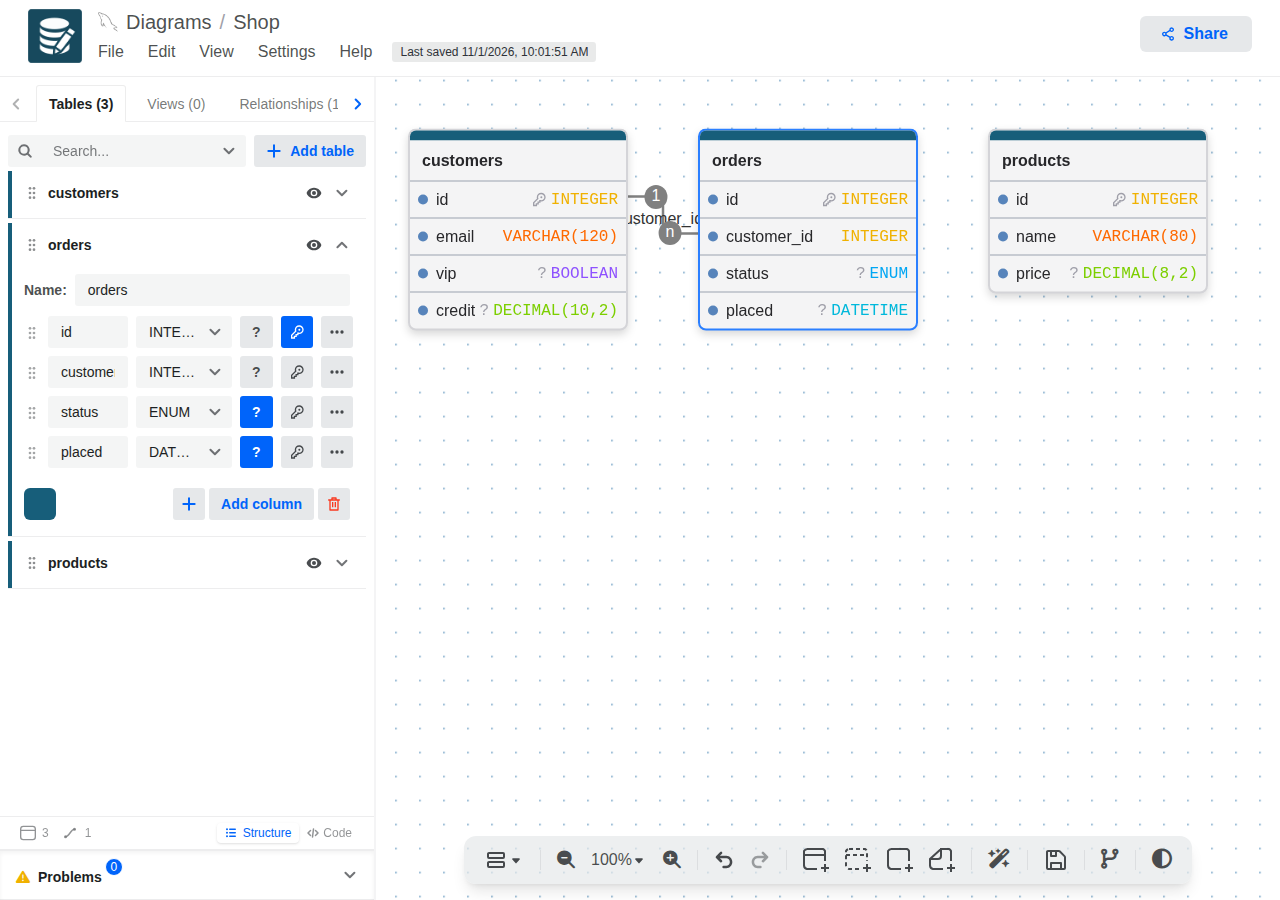 Diagrams / Shop
File Edit View Settings Help Last saved 11/1/2026, 10:01:51 AM
Share
Tables (3) Views (0) Relationships (1
Search... Add table
customers
orders
Name: orders
id INTE... ?
custome INTE... ?
status ENUM ?
placed DAT... ?
Add column
products
3 1 Structure Code
Problems 0
customers
id INTEGER
email VARCHAR(120)
vip ? BOOLEAN
credit ? DECIMAL(10,2)
1
ustomer_id
n
orders
id INTEGER
customer_id INTEGER
status ? ENUM
placed ? DATETIME
products
id INTEGER
name VARCHAR(80)
price ? DECIMAL(8,2)
100%